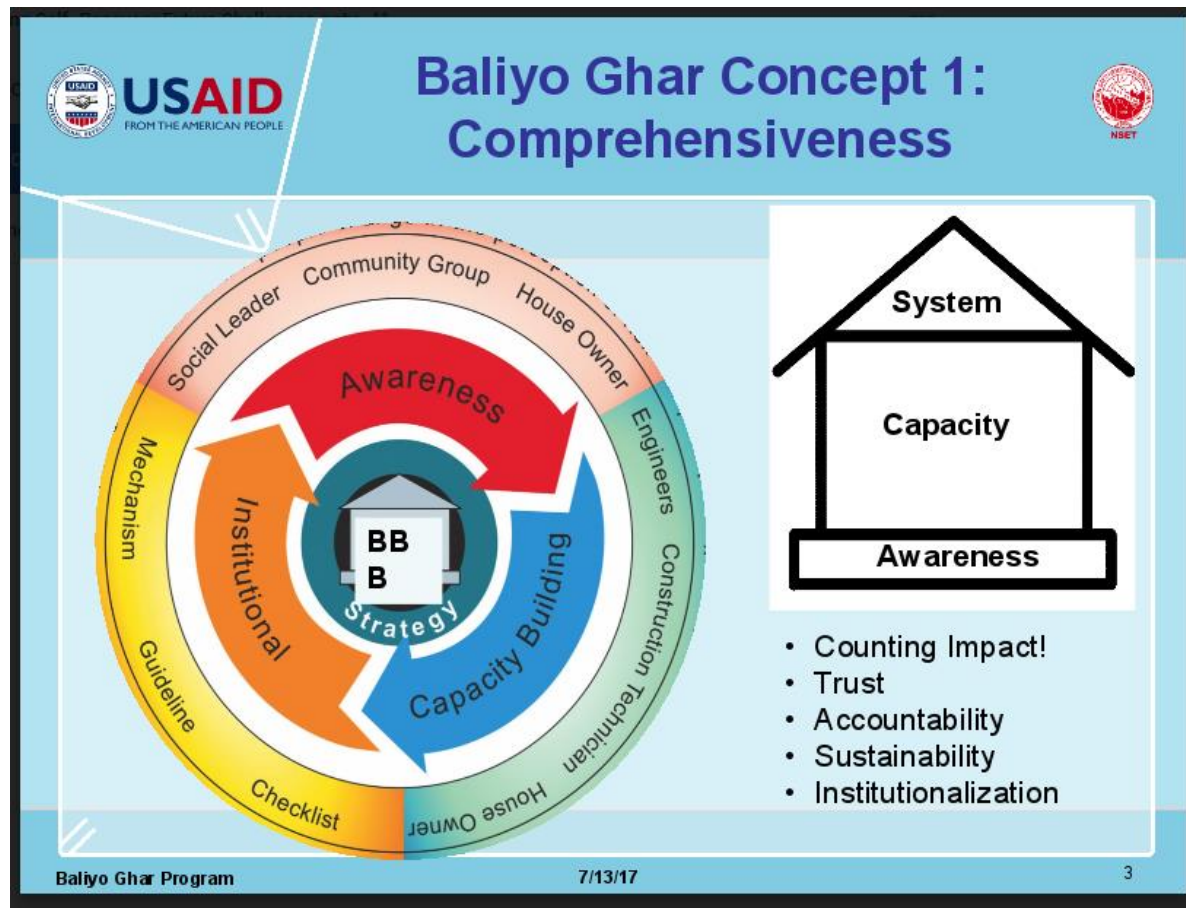 USAID
USAID
FROM THE AMERICAN PEOPLE
Baliyo Ghar Concept 1:
Comprehensiveness
NSET
Social Leader
Community Group
House Owner
Engineers
Construction Technician
House Owner
Checklist
Guideline
Mechanism
Awareness
Capacity Building
Institutional
BB
B
Strategy
System
Capacity
Awareness
• Counting Impact!
• Trust
• Accountability
• Sustainability
• Institutionalization
Baliyo Ghar Program
7/13/17
3